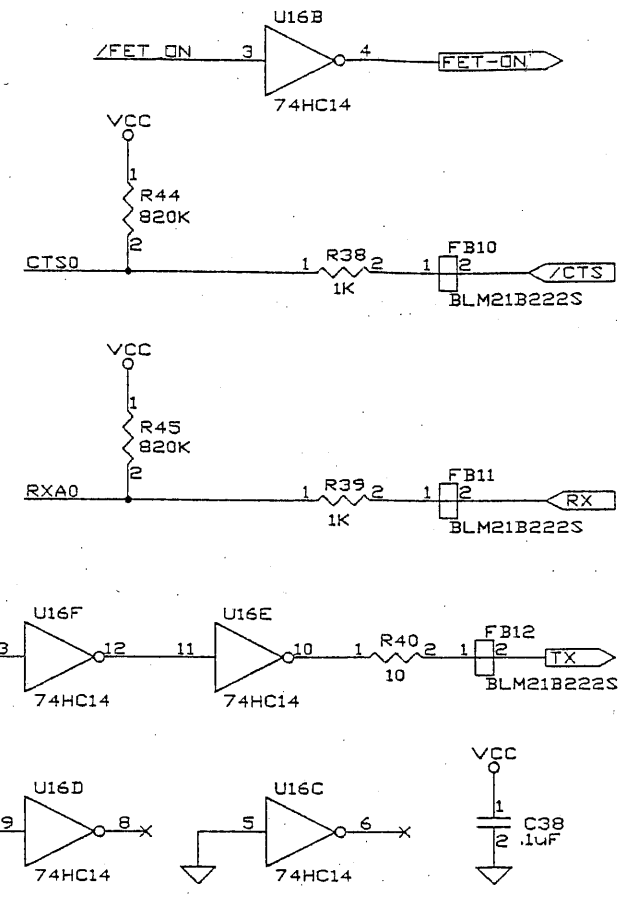 U16B
/FET_ON 3 4 FET-ON
74HC14
VCC
1
R44
820K
2
CTS0 1 R38 2 1 FB10 2 /CTS
1K BLM21B222S
VCC
1
R45
820K
2
RXA0 1 R39 2 1 FB11 2 RX
1K BLM21B222S
U16F U16E
3 12 11 10 1 R40 2 1 FB12 2 TX
74HC14 74HC14 10 BLM21B222S
U16D U16C VCC
9 8 5 6 1
C38
2 .1uF
74HC14 74HC14